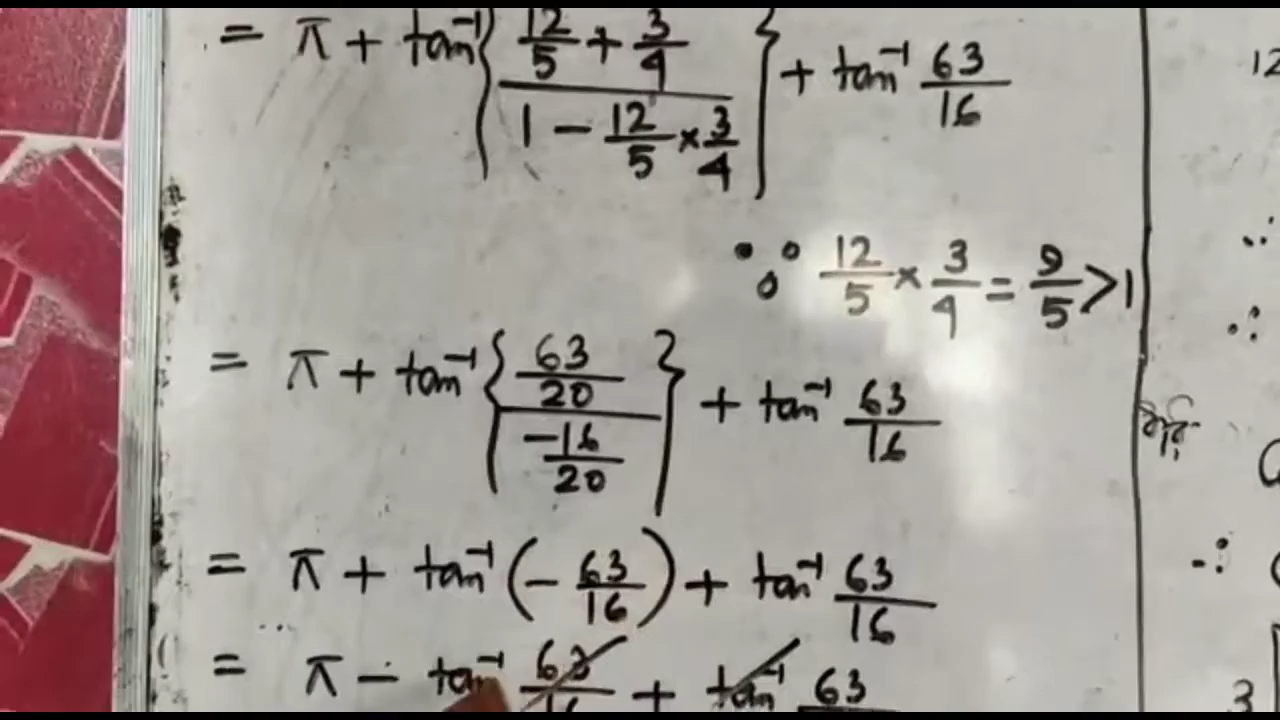 = π + tan⁻¹{(12/5 + 3/4)/(1 − 12/5 × 3/4)} + tan⁻¹ 63/16
∵ 12/5 × 3/4 = 9/5 > 1
= π + tan⁻¹{(63/20)/(−16/20)} + tan⁻¹ 63/16
= π + tan⁻¹(−63/16) + tan⁻¹ 63/16
= π − tan⁻¹ 63/16 + tan⁻¹ 63
12
∴
∴
∴
3